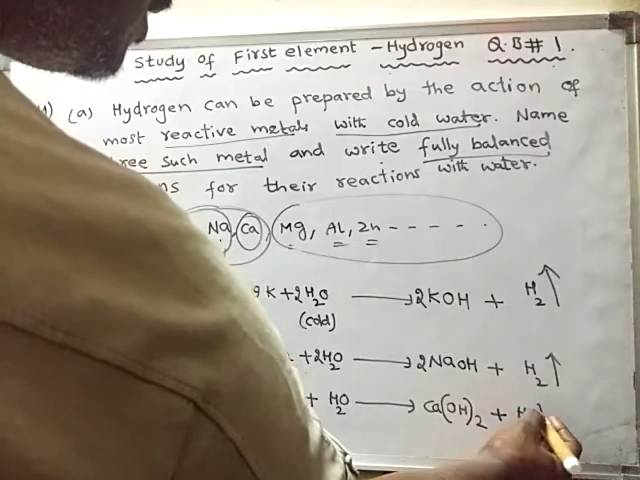 Study of First element - Hydrogen Q.B# 1.
(a) Hydrogen can be prepared by the action of
most reactive metals with cold water. Name
ree such metal and write fully balanced
ns for their reactions with water.
Na, Ca, Mg, Al, Zn - - - - - .
2K + 2H₂O ⟶ 2KOH + H₂↑
(cold)
+ 2H₂O ⟶ 2NaOH + H₂↑
+ H₂O ⟶ Ca(OH)₂ +